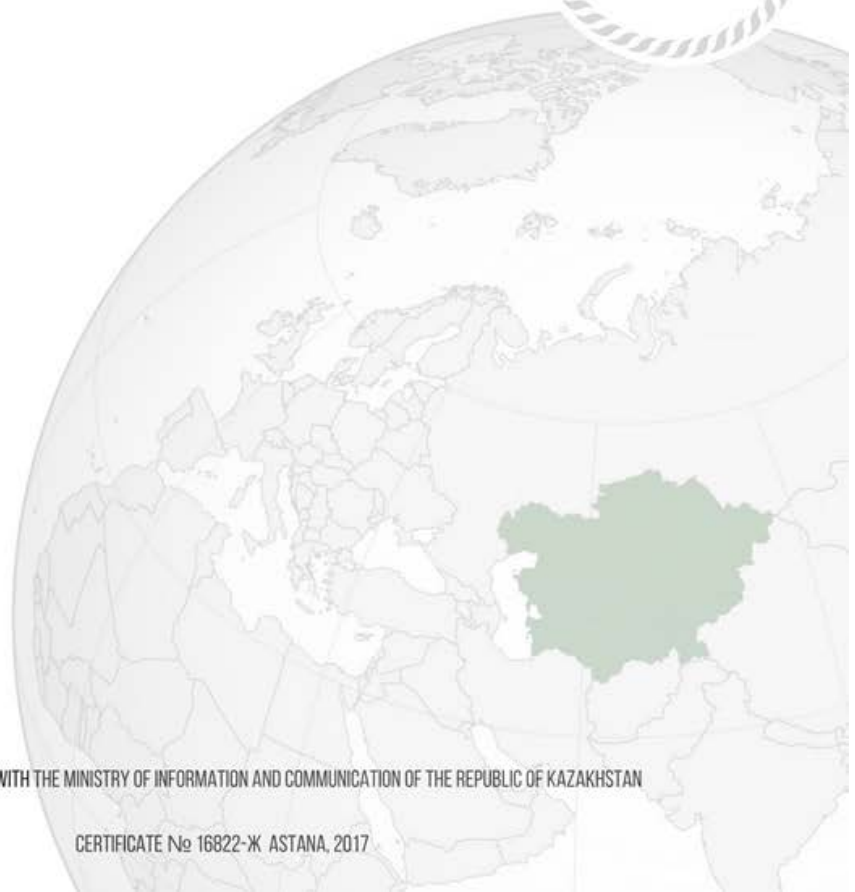 WITH THE MINISTRY OF INFORMATION AND COMMUNICATION OF THE REPUBLIC OF KAZAKHSTAN
CERTIFICATE № 16822-Ж ASTANA, 2017